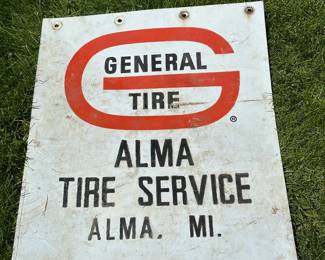 GENERAL
TIRE
®
ALMA
TIRE SERVICE
ALMA, MI.